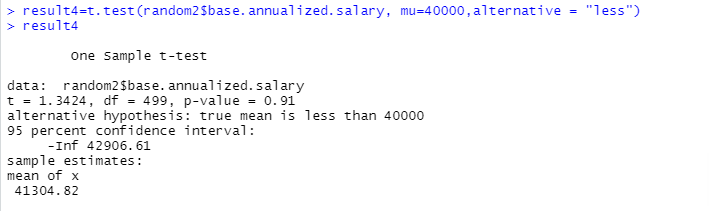 > result4=t.test(random2$base.annualized.salary, mu=40000,alternative = "less")
> result4
One Sample t-test
data:  random2$base.annualized.salary
t = 1.3424, df = 499, p-value = 0.91
alternative hypothesis: true mean is less than 40000
95 percent confidence interval:
-Inf 42906.61
sample estimates:
mean of x
41304.82